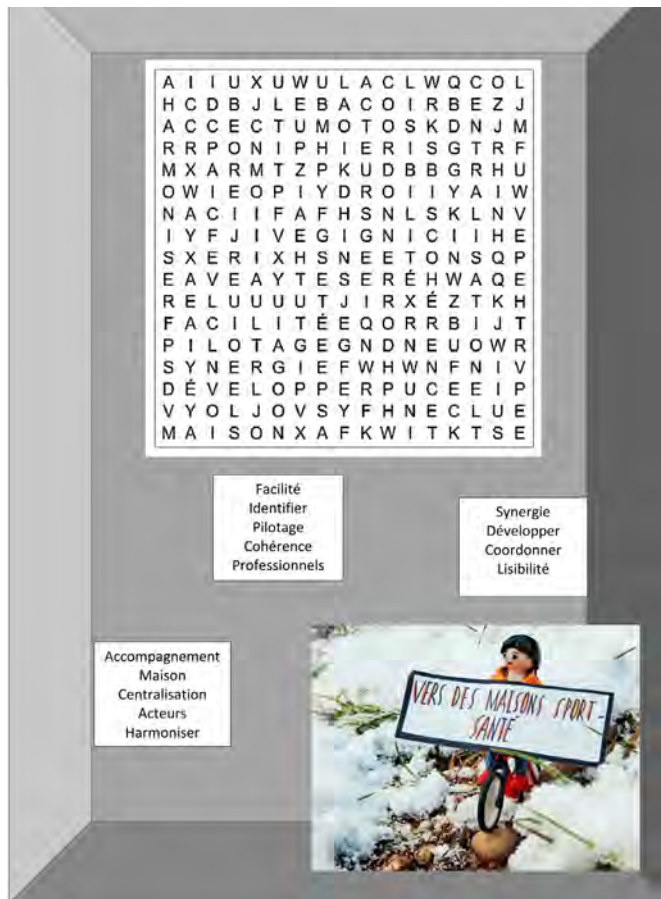 A I I U X U W U L A C L W Q C O L
H C D B J L E B A C O I R B E Z J
A C C E C T U M O T O S K D N J M
R R P O N I P H I E R I S G T R F
M X A R M T Z P K U D B B G R H U
O W I E O P I Y D R O I I Y A I W
N A C I I F A F H S N L S K L N V
I Y F J I V E G I G N I C I I H E
S X E R I X H S N E E T O N S Q P
E A V E A Y T E S E R É H W A Q E
R E L U U U U T J I R X É Z T K H
F A C I L I T É E Q O R R B I J T
P I L O T A G E G N D N E U O W R
S Y N E R G I E F W H W N F N I V
D É V E L O P P E R P U C E E I P
V Y O L J O V S Y F H N E C L U E
M A I S O N X A F K W I T K T S E
Facilité
Identifier
Pilotage
Cohérence
Professionnels
Synergie
Développer
Coordonner
Lisibilité
Accompagnement
Maison
Centralisation
Acteurs
Harmoniser
VERS DES MAISONS SPORT-
SANTÉ